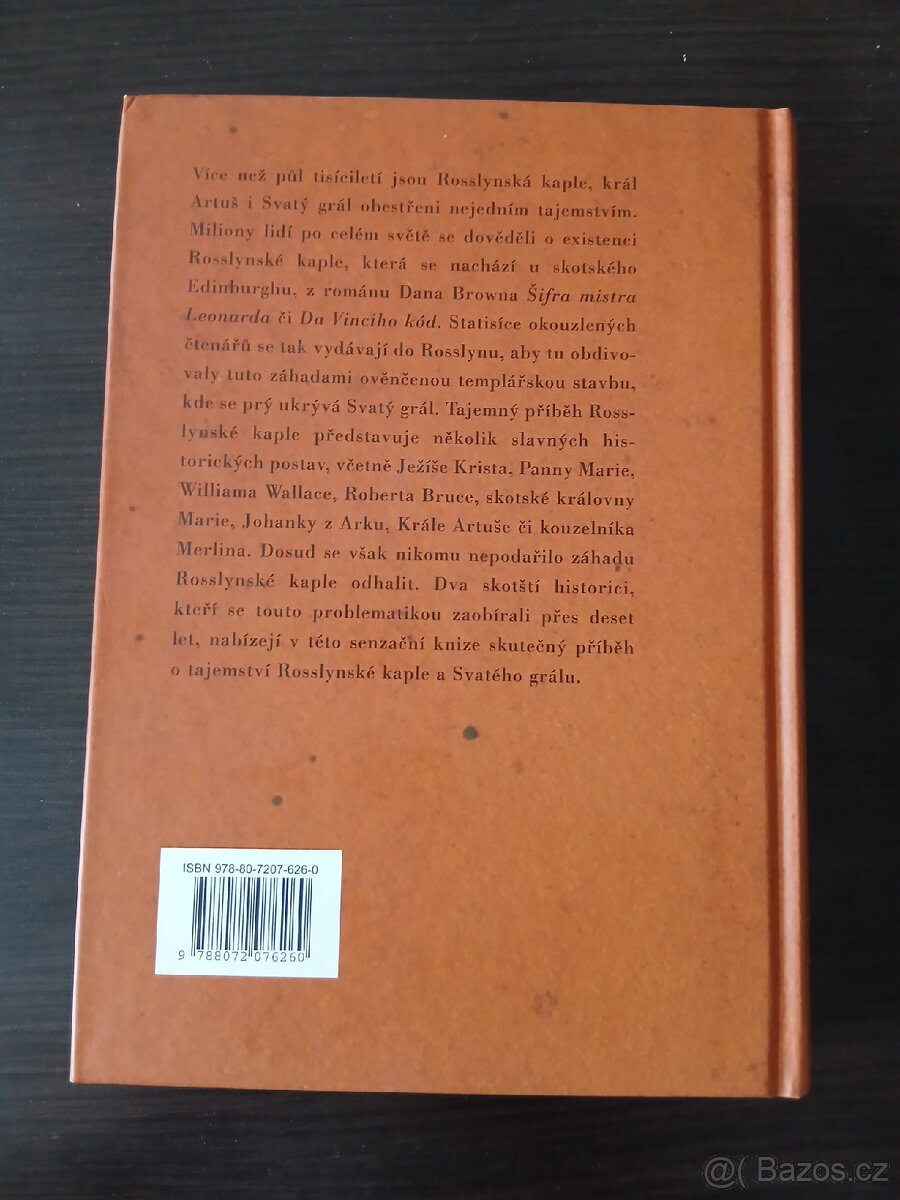 Více než půl tisíciletí jsou Rosslynská kaple, král
Artuš i Svatý grál obestřeni nejedním tajemstvím.
Miliony lidí po celém světě se dověděli o existenci
Rosslynské kaple, která se nachází u skotského
Edinburghu, z románu Dana Browna Šifra mistra
Leonarda či Da Vinciho kód. Statisíce okouzlených
čtenářů se tak vydávají do Rosslynu, aby tu obdivo-
valy tuto záhadami ověnčenou templářskou stavbu,
kde se prý ukrývá Svatý grál. Tajemný příběh Ross-
lynské kaple představuje několik slavných his-
torických postav, včetně Ježíše Krista, Panny Marie,
Williama Wallace, Roberta Bruce, skotské královny
Marie, Johanky z Arku, Krále Artuše či kouzelníka
Merlina. Dosud se však nikomu nepodařilo záhadu
Rosslynské kaple odhalit. Dva skotští historici,
kteří se touto problematikou zaobírali přes deset
let, nabízejí v této senzační knize skutečný příběh
o tajemství Rosslynské kaple a Svatého grálu.
ISBN 978-80-7207-626-0
9 788072 076260
@( Bazos.cz